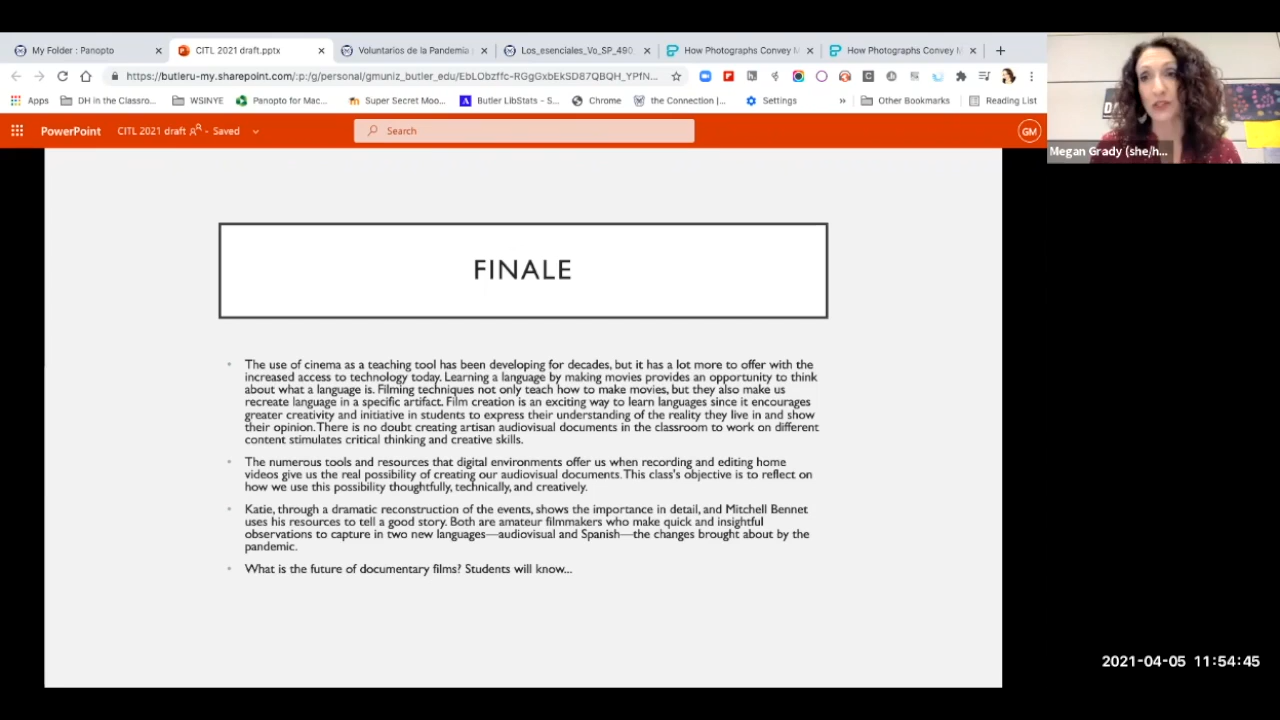 My Folder : Panopto
CITL 2021 draft.pptx
Voluntarios de la Pandemia
Los_esenciales_Vo_SP_490
How Photographs Convey M
How Photographs Convey M
https://butleru-my.sharepoint.com/:p:/g/personal/gmuniz_butler_edu/EbLObzffc-RGgGxbEkSD87QBQH_YPfN...
Apps
DH in the Classro...
WSINYE
Panopto for Mac...
Super Secret Moo...
Butler LibStats - S...
Chrome
the Connection |...
Settings
»
Other Bookmarks
Reading List
PowerPoint
CITL 2021 draft - Saved
Search
GM
Megan Grady (she/h...
FINALE
• The use of cinema as a teaching tool has been developing for decades, but it has a lot more to offer with the
increased access to technology today. Learning a language by making movies provides an opportunity to think
about what a language is. Filming techniques not only teach how to make movies, but they also make us
recreate language in a specific artifact. Film creation is an exciting way to learn languages since it encourages
greater creativity and initiative in students to express their understanding of the reality they live in and show
their opinion. There is no doubt creating artisan audiovisual documents in the classroom to work on different
content stimulates critical thinking and creative skills.
• The numerous tools and resources that digital environments offer us when recording and editing home
videos give us the real possibility of creating our audiovisual documents. This class's objective is to reflect on
how we use this possibility thoughtfully, technically, and creatively.
• Katie, through a dramatic reconstruction of the events, shows the importance in detail, and Mitchell Bennet
uses his resources to tell a good story. Both are amateur filmmakers who make quick and insightful
observations to capture in two new languages—audiovisual and Spanish—the changes brought about by the
pandemic.
• What is the future of documentary films? Students will know...
2021-04-05 11:54:45